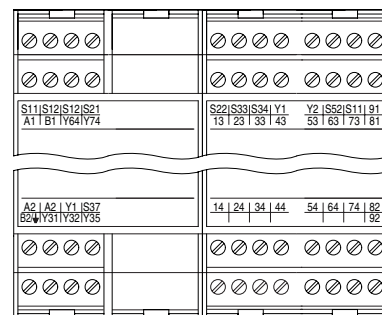 S11 S12 S12 S21 S22 S33 S34 Y1 Y2 S52 S11 91
A1 B1 Y64 Y74 13 23 33 43 53 63 73 81
A2 A2 Y1 S37 14 24 34 44 54 64 74 82
B2 Y31 Y32 Y35 92